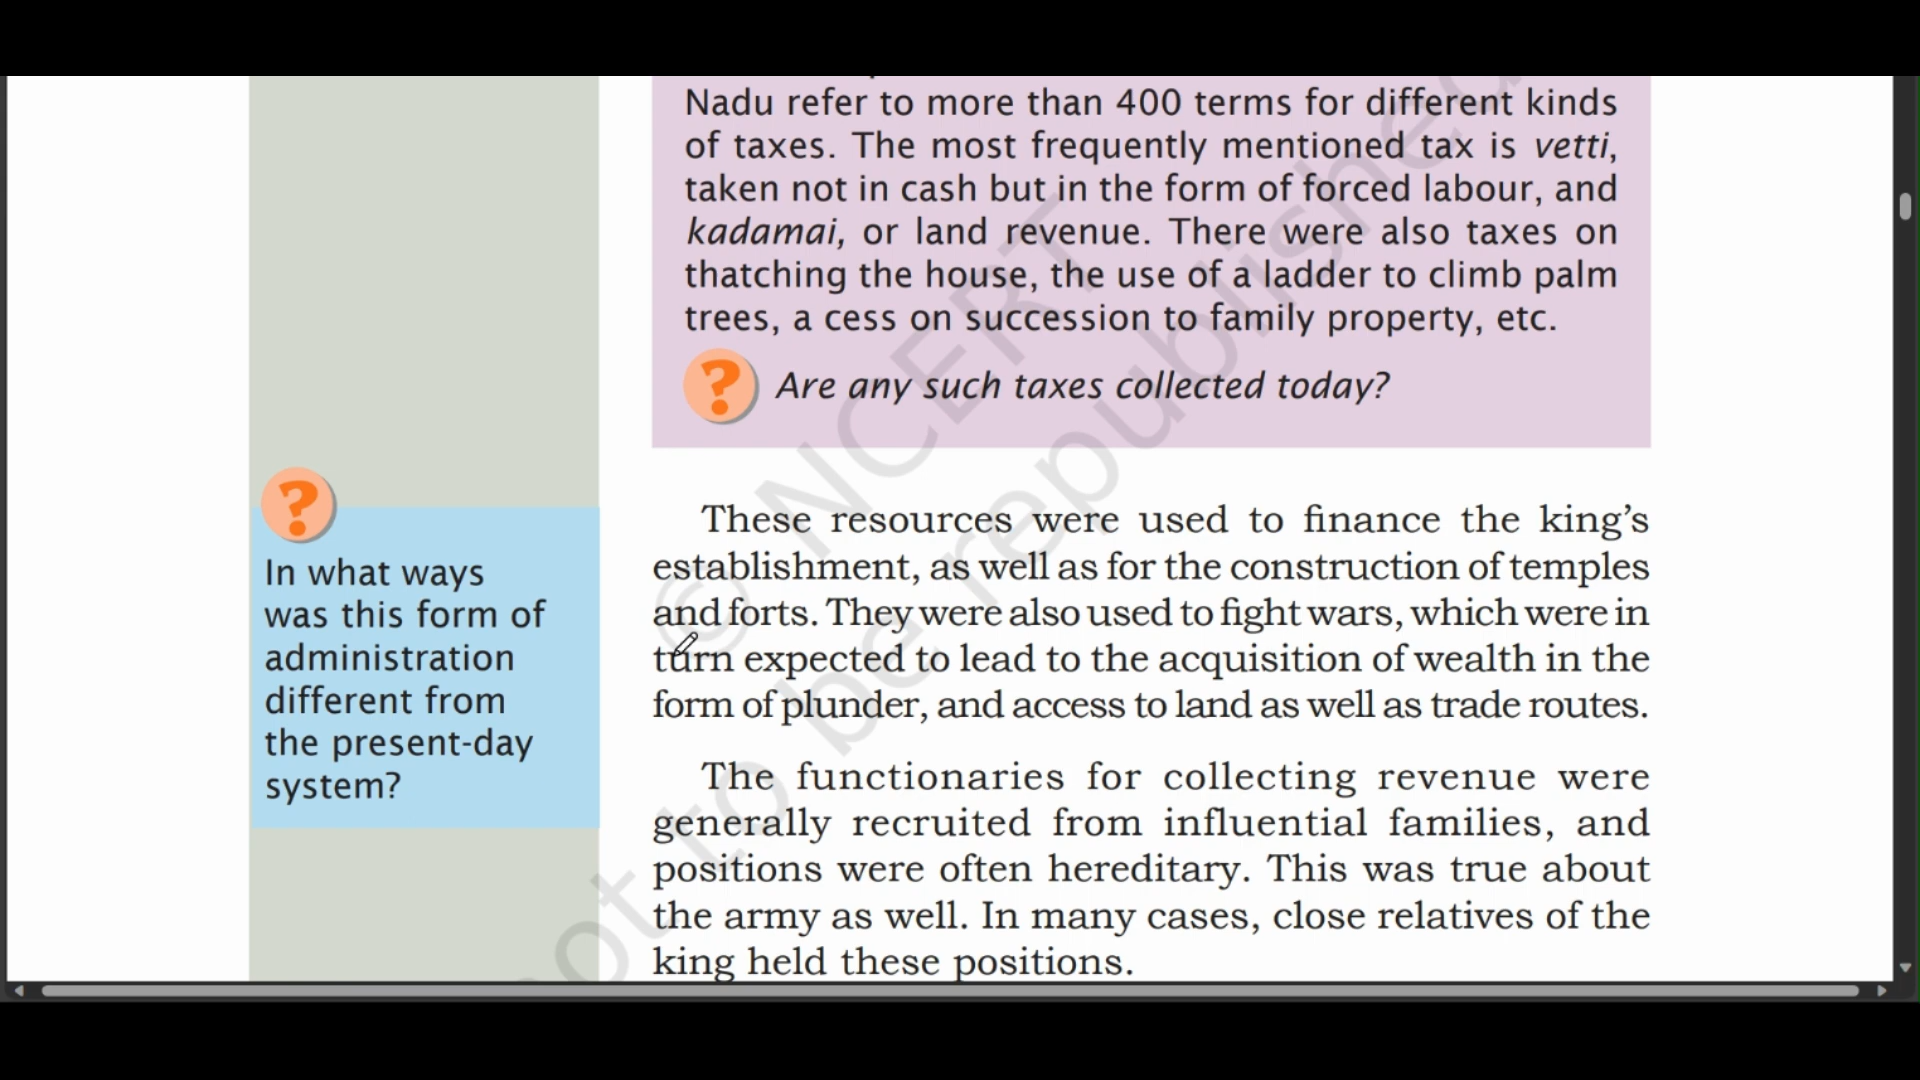 Nadu refer to more than 400 terms for different kinds
of taxes. The most frequently mentioned tax is vetti,
taken not in cash but in the form of forced labour, and
kadamai, or land revenue. There were also taxes on
thatching the house, the use of a ladder to climb palm
trees, a cess on succession to family property, etc.
? Are any such taxes collected today?
?
In what ways
was this form of
administration
different from
the present-day
system?
These resources were used to finance the king's
establishment, as well as for the construction of temples
and forts. They were also used to fight wars, which were in
turn expected to lead to the acquisition of wealth in the
form of plunder, and access to land as well as trade routes.
The functionaries for collecting revenue were
generally recruited from influential families, and
positions were often hereditary. This was true about
the army as well. In many cases, close relatives of the
king held these positions.
© NCERT
not to be republished